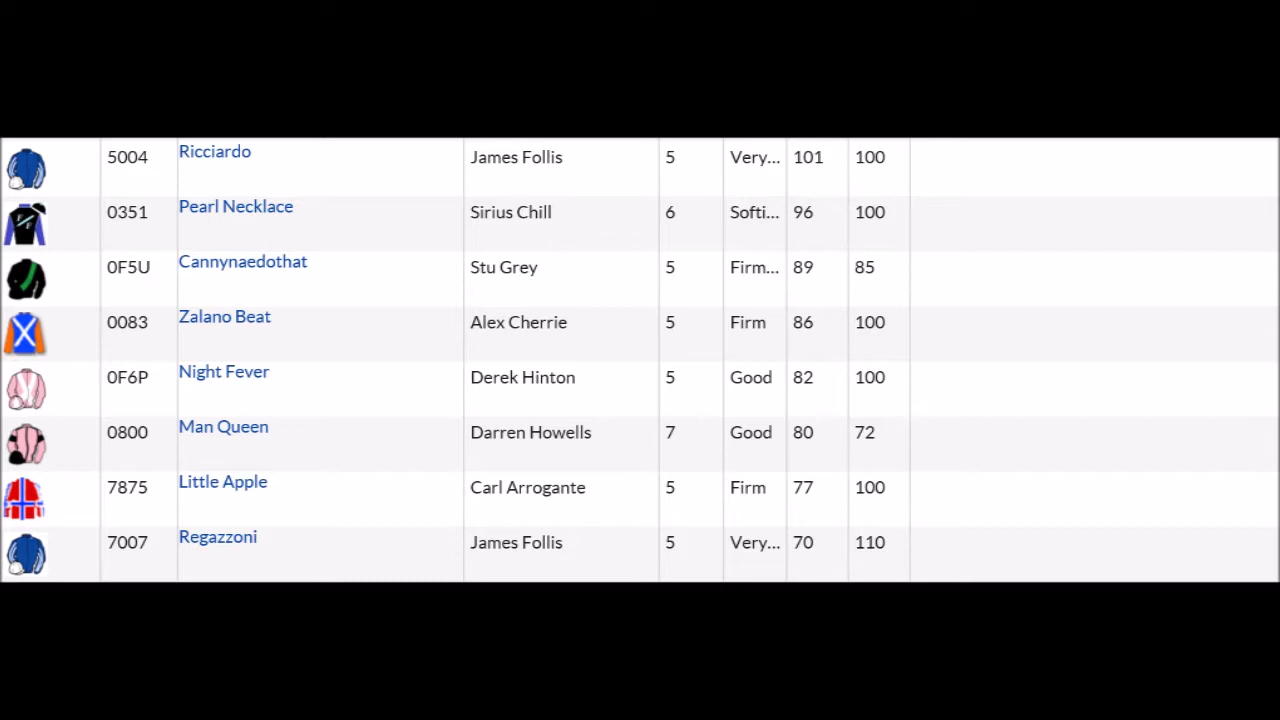 5004 Ricciardo James Follis 5 Very... 101 100
0351 Pearl Necklace Sirius Chill 6 Softi... 96 100
0F5U Cannynaedothat Stu Grey 5 Firm... 89 85
0083 Zalano Beat Alex Cherrie 5 Firm 86 100
0F6P Night Fever Derek Hinton 5 Good 82 100
0800 Man Queen Darren Howells 7 Good 80 72
7875 Little Apple Carl Arrogante 5 Firm 77 100
7007 Regazzoni James Follis 5 Very... 70 110